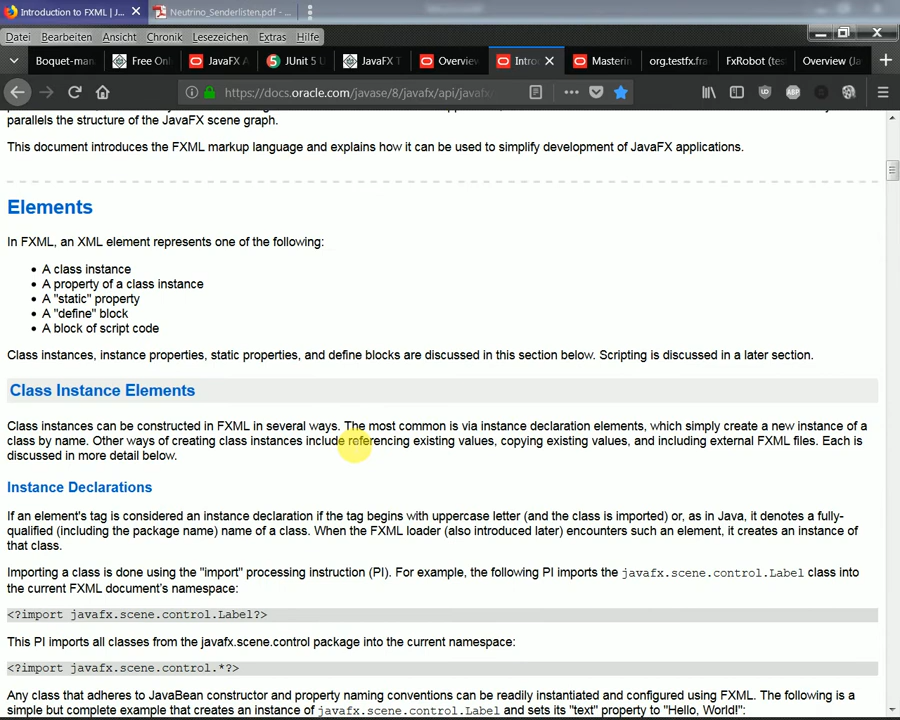 Introduction to FXML | J...
Neutrino_Senderlisten.pdf - ...
Datei Bearbeiten Ansicht Chronik Lesezeichen Extras Hilfe
Boquet-man
Free Onl
JavaFX A
JUnit 5 U
JavaFX T
Overview
Intro
Mastering
org.testfx.fra
FxRobot (tes
Overview (Ja
https://docs.oracle.com/javase/8/javafx/api/javafx
parallels the structure of the JavaFX scene graph.
This document introduces the FXML markup language and explains how it can be used to simplify development of JavaFX applications.
Elements
In FXML, an XML element represents one of the following:
• A class instance
• A property of a class instance
• A "static" property
• A "define" block
• A block of script code
Class instances, instance properties, static properties, and define blocks are discussed in this section below. Scripting is discussed in a later section.
Class Instance Elements
Class instances can be constructed in FXML in several ways. The most common is via instance declaration elements, which simply create a new instance of a
class by name. Other ways of creating class instances include referencing existing values, copying existing values, and including external FXML files. Each is
discussed in more detail below.
Instance Declarations
If an element's tag is considered an instance declaration if the tag begins with uppercase letter (and the class is imported) or, as in Java, it denotes a fully-
qualified (including the package name) name of a class. When the FXML loader (also introduced later) encounters such an element, it creates an instance of
that class.
Importing a class is done using the "import" processing instruction (PI). For example, the following PI imports the javafx.scene.control.Label class into
the current FXML document's namespace:
<?import javafx.scene.control.Label?>
This PI imports all classes from the javafx.scene.control package into the current namespace:
<?import javafx.scene.control.*?>
Any class that adheres to JavaBean constructor and property naming conventions can be readily instantiated and configured using FXML. The following is a
simple but complete example that creates an instance of javafx.scene.control.Label and sets its "text" property to "Hello, World!":